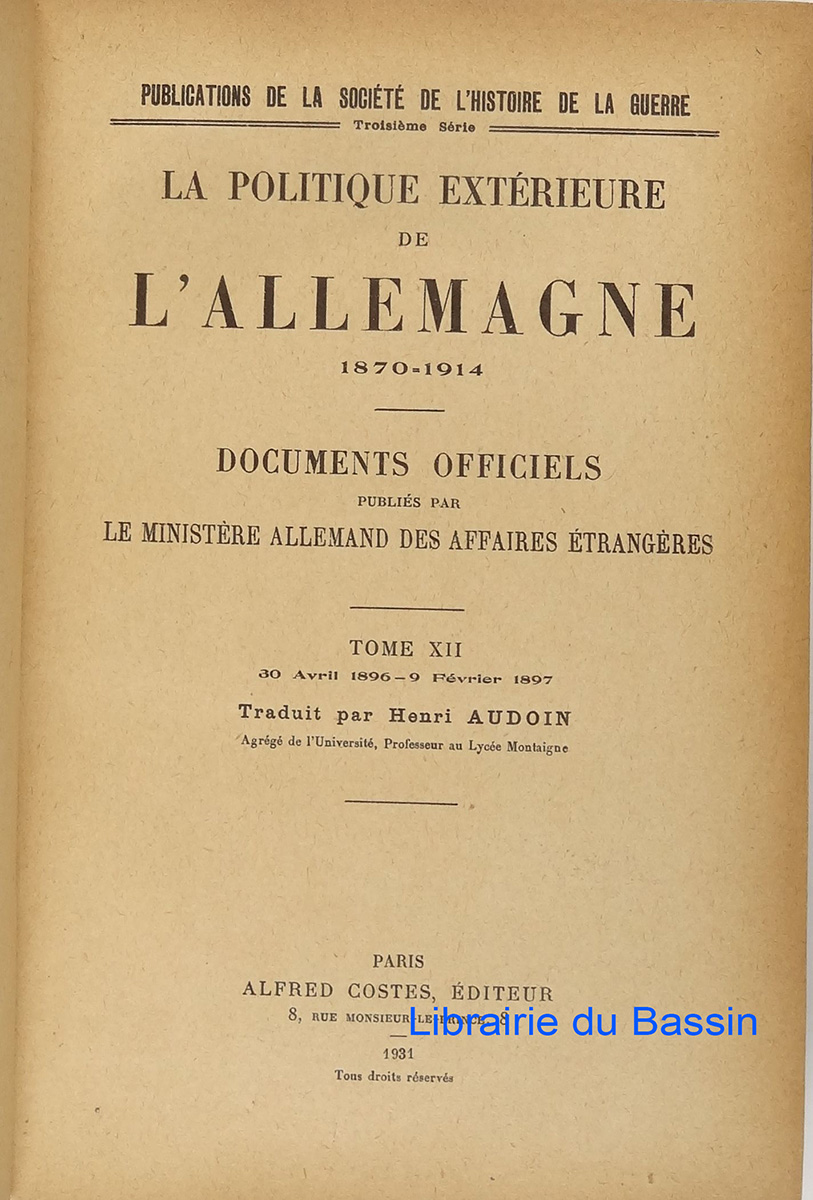 PUBLICATIONS DE LA SOCIÉTÉ DE L'HISTOIRE DE LA GUERRE
Troisième Série
LA POLITIQUE EXTÉRIEURE
DE
L'ALLEMAGNE
1870-1914
DOCUMENTS OFFICIELS
PUBLIÉS PAR
LE MINISTÈRE ALLEMAND DES AFFAIRES ÉTRANGÈRES
TOME XII
30 Avril 1896 – 9 Février 1897
Traduit par Henri AUDOIN
Agrégé de l'Université, Professeur au Lycée Montaigne
PARIS
ALFRED COSTES, ÉDITEUR
8, RUE MONSIEUR-LE-PRINCE, 8
Librairie du Bassin
1931
Tous droits réservés